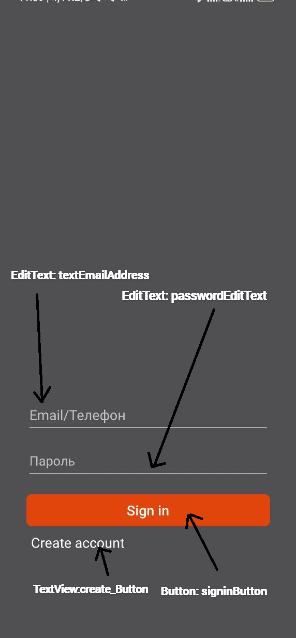 EditText: textEmailAddress
EditText: passwordEditText
Email/Телефон
Пароль
Sign in
Create account
TextView:create_Button
Button: signinButton